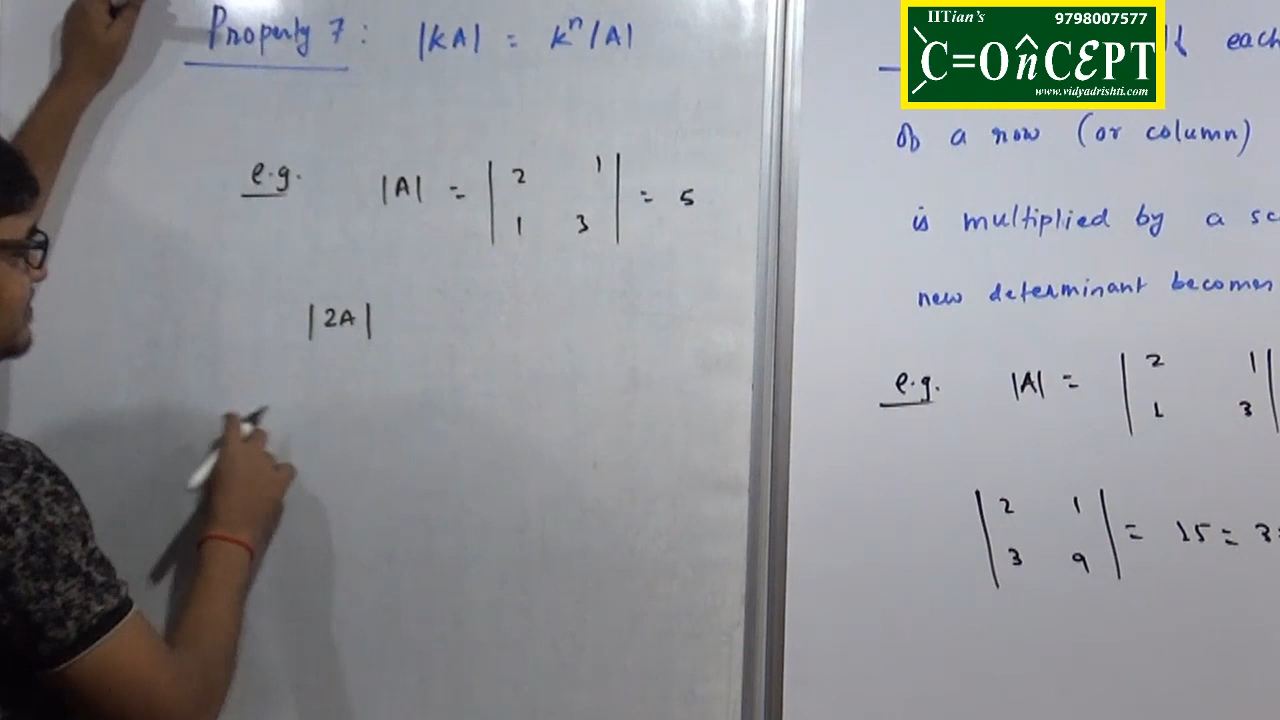 Property 7 : |kA| = kⁿ|A|
e.g. |A| = | 2 1 | = 5
| 1 3 |
|2A|
IITian's 9798007577
C=OnCEPT
www.vidyadrishti.com
each
of a row (or column)
is multiplied by a sc
new determinant becomes
e.g. |A| = | 2 1 |
| 1 3
| 2 1 | = 15 = 3
| 3 9 |